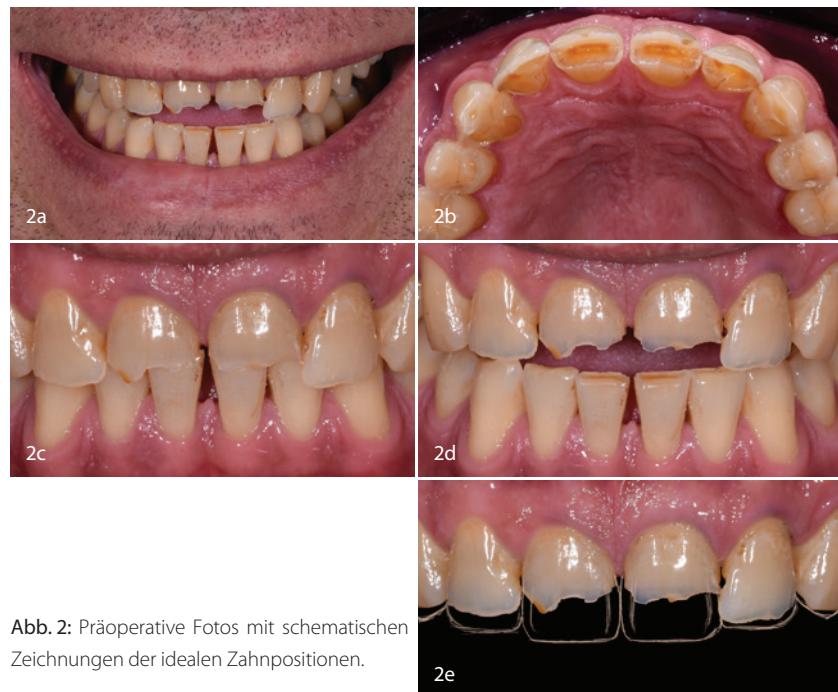 2a
2b
2c
2d
Abb. 2: Präoperative Fotos mit schematischen
Zeichnungen der idealen Zahnpositionen.
2e